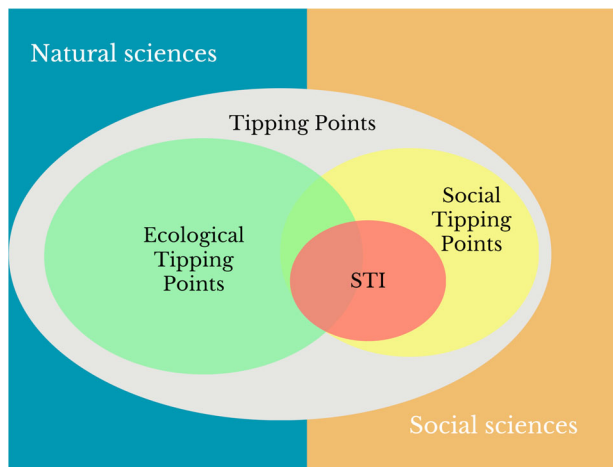 Natural sciences
Tipping Points
Social
Tipping
Points
Ecological
Tipping
Points
STI
Social sciences